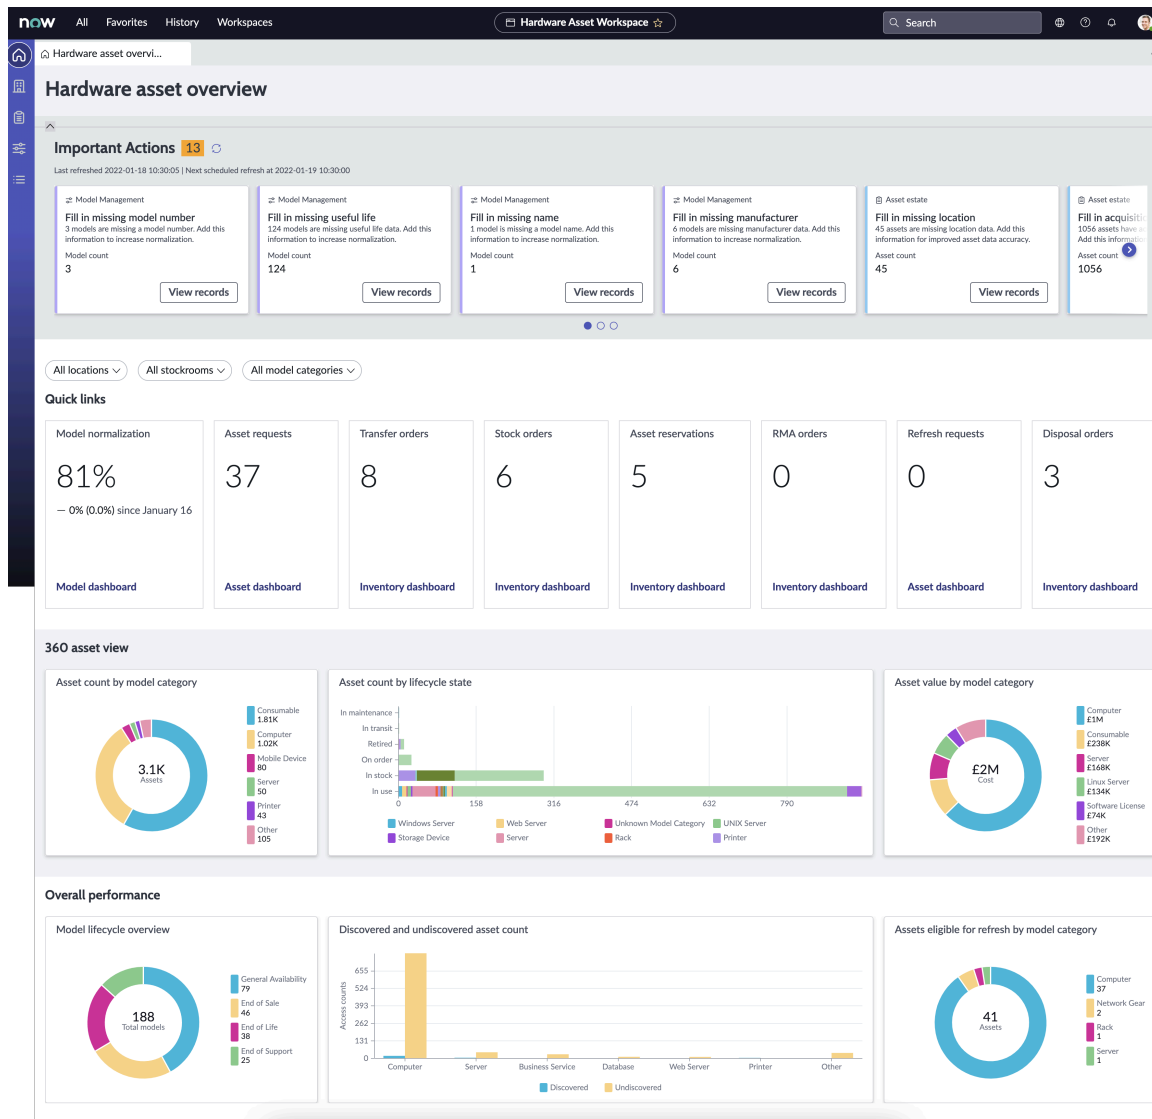 now All Favorites History Workspaces Hardware Asset Workspace Search
Hardware asset overvi...
Hardware asset overview
Important Actions 13
Last refreshed 2022-01-18 10:30:05 | Next scheduled refresh at 2022-01-19 10:30:00
Model Management
Fill in missing model number
3 models are missing a model number. Add this
information to increase normalization.
Model count
3
View records
Model Management
Fill in missing useful life
124 models are missing useful life data. Add this
information to increase normalization.
Model count
124
View records
Model Management
Fill in missing name
1 model is missing a model name. Add this
information to increase normalization.
Model count
1
View records
Model Management
Fill in missing manufacturer
6 models are missing manufacturer data. Add this
information to increase normalization.
Model count
6
View records
Asset estate
Fill in missing location
45 assets are missing location data. Add this
information for improved asset data accuracy.
Asset count
45
View records
Asset estate
Fill in acquisitic
1056 assets have
Add this information
Asset count
1056
All locations All stockrooms All model categories
Quick links
Model normalization
81%
— 0% (0.0%) since January 16
Model dashboard
Asset requests
37
Asset dashboard
Transfer orders
8
Inventory dashboard
Stock orders
6
Inventory dashboard
Asset reservations
5
Inventory dashboard
RMA orders
0
Inventory dashboard
Refresh requests
0
Asset dashboard
Disposal orders
3
Inventory dashboard
360 asset view
Asset count by model category
3.1K
Assets
Consumable
1.81K
Computer
1.02K
Mobile Device
80
Server
50
Printer
43
Other
105
Asset count by lifecycle state
In maintenance
In transit
Retired
On order
In stock
In use
0 158 316 474 632 790
Windows Server Web Server Unknown Model Category UNIX Server
Storage Device Server Rack Printer
Asset value by model category
£2M
Cost
Computer
£1M
Consumable
£238K
Server
£168K
Linux Server
£134K
Software License
£74K
Other
£192K
Overall performance
Model lifecycle overview
188
Total models
General Availability
79
End of Sale
46
End of Life
38
End of Support
25
Discovered and undiscovered asset count
Access counts
655
524
393
262
131
0
Computer Server Business Service Database Web Server Printer Other
Discovered Undiscovered
Assets eligible for refresh by model category
41
Assets
Computer
37
Network Gear
2
Rack
1
Server
1